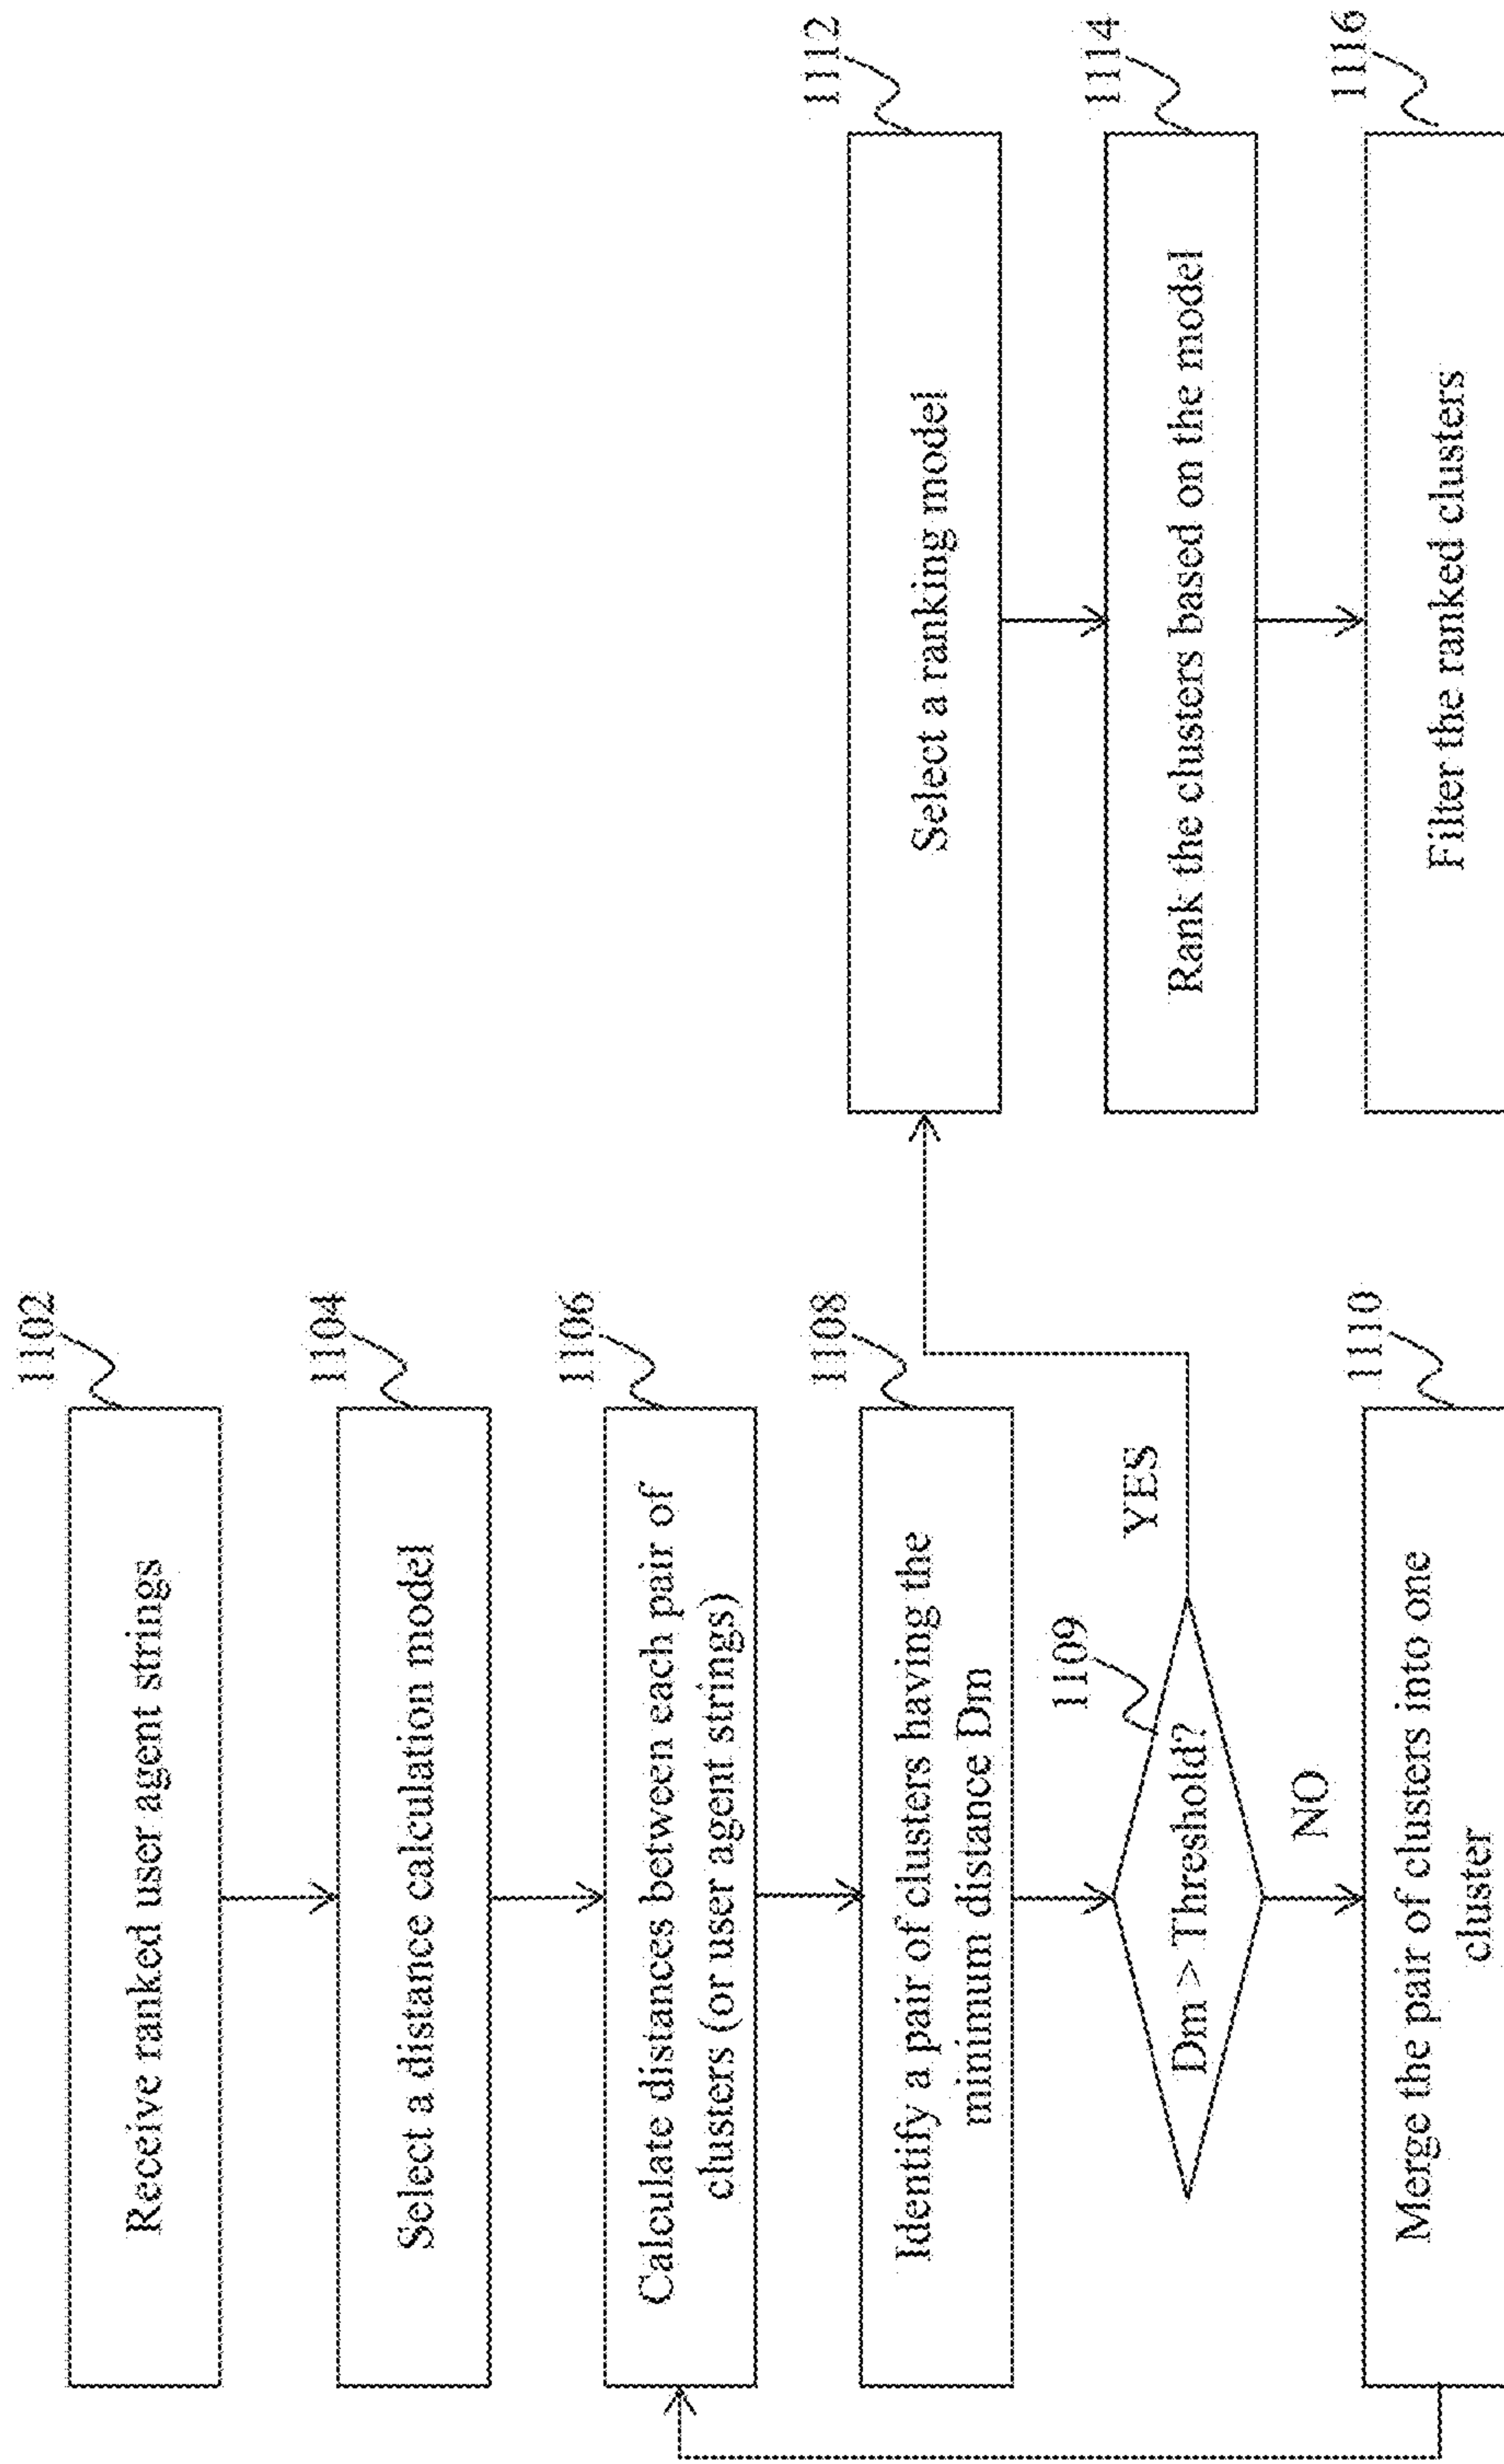 1102
Receive ranked user agent strings
1104
Select a distance calculation model
1106
Calculate distances between each pair of
clusters (or user agent strings)
1108
Identify a pair of clusters having the
minimum distance Dm
1109
Dm > Threshold?
YES
NO
1110
Merge the pair of clusters into one
cluster
1112
Select a ranking model
1114
Rank the clusters based on the model
1116
Filter the ranked clusters